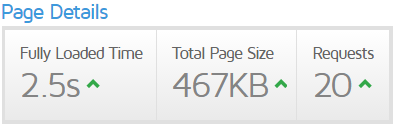 Page Details
Fully Loaded Time Total Page Size Requests
2.5s 467KB 20